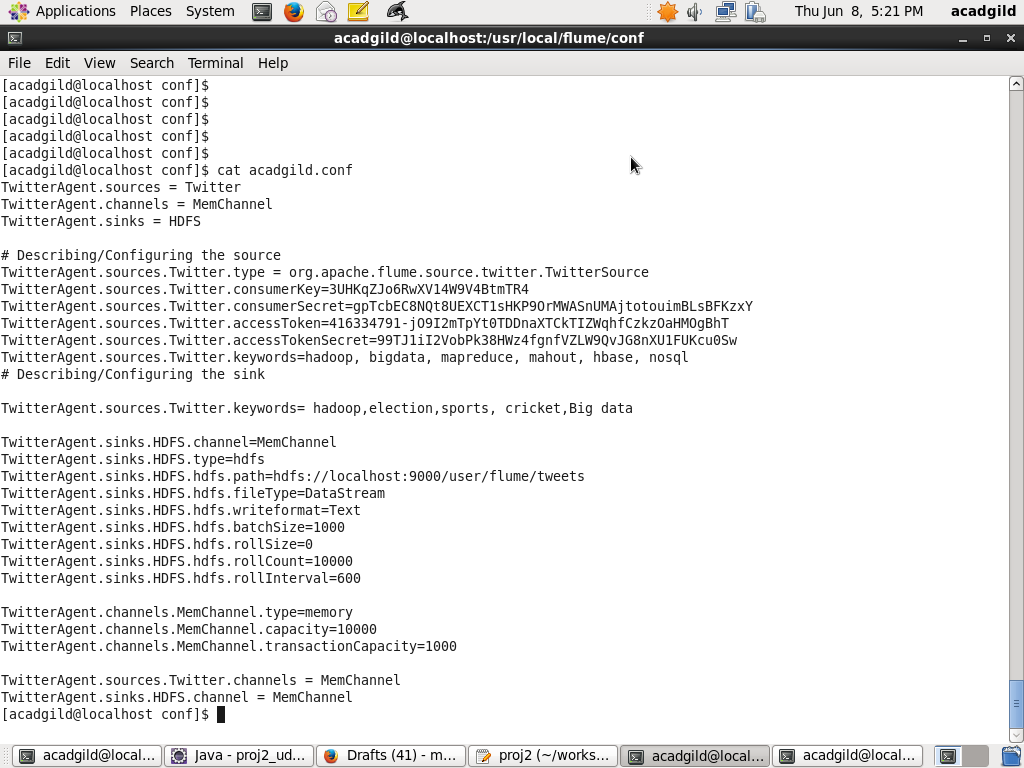 Applications Places System Thu Jun 8, 5:21 PM acadgild
acadgild@localhost:/usr/local/flume/conf
File Edit View Search Terminal Help
[acadgild@localhost conf]$
[acadgild@localhost conf]$
[acadgild@localhost conf]$
[acadgild@localhost conf]$
[acadgild@localhost conf]$
[acadgild@localhost conf]$ cat acadgild.conf
TwitterAgent.sources = Twitter
TwitterAgent.channels = MemChannel
TwitterAgent.sinks = HDFS
# Describing/Configuring the source
TwitterAgent.sources.Twitter.type = org.apache.flume.source.twitter.TwitterSource
TwitterAgent.sources.Twitter.consumerKey=3UHKqZJo6RwXV14W9V4BtmTR4
TwitterAgent.sources.Twitter.consumerSecret=gpTcbEC8NQt8UEXCT1sHKP9OrMWASnUMAjtotouimBLsBFKzxY
TwitterAgent.sources.Twitter.accessToken=416334791-jO9I2mTpYt0TDDnaXTCkTIZWqhfCzkzOaHMOgBhT
TwitterAgent.sources.Twitter.accessTokenSecret=99TJ1iI2VobPk38HWz4fgnfVZLW9QvJG8nXU1FUKcu0Sw
TwitterAgent.sources.Twitter.keywords=hadoop, bigdata, mapreduce, mahout, hbase, nosql
# Describing/Configuring the sink
TwitterAgent.sources.Twitter.keywords= hadoop,election,sports, cricket,Big data
TwitterAgent.sinks.HDFS.channel=MemChannel
TwitterAgent.sinks.HDFS.type=hdfs
TwitterAgent.sinks.HDFS.hdfs.path=hdfs://localhost:9000/user/flume/tweets
TwitterAgent.sinks.HDFS.hdfs.fileType=DataStream
TwitterAgent.sinks.HDFS.hdfs.writeformat=Text
TwitterAgent.sinks.HDFS.hdfs.batchSize=1000
TwitterAgent.sinks.HDFS.hdfs.rollSize=0
TwitterAgent.sinks.HDFS.hdfs.rollCount=10000
TwitterAgent.sinks.HDFS.hdfs.rollInterval=600
TwitterAgent.channels.MemChannel.type=memory
TwitterAgent.channels.MemChannel.capacity=10000
TwitterAgent.channels.MemChannel.transactionCapacity=1000
TwitterAgent.sources.Twitter.channels = MemChannel
TwitterAgent.sinks.HDFS.channel = MemChannel
[acadgild@localhost conf]$
acadgild@local... Java - proj2_ud... Drafts (41) - m... proj2 (~/works... acadgild@local... acadgild@local...